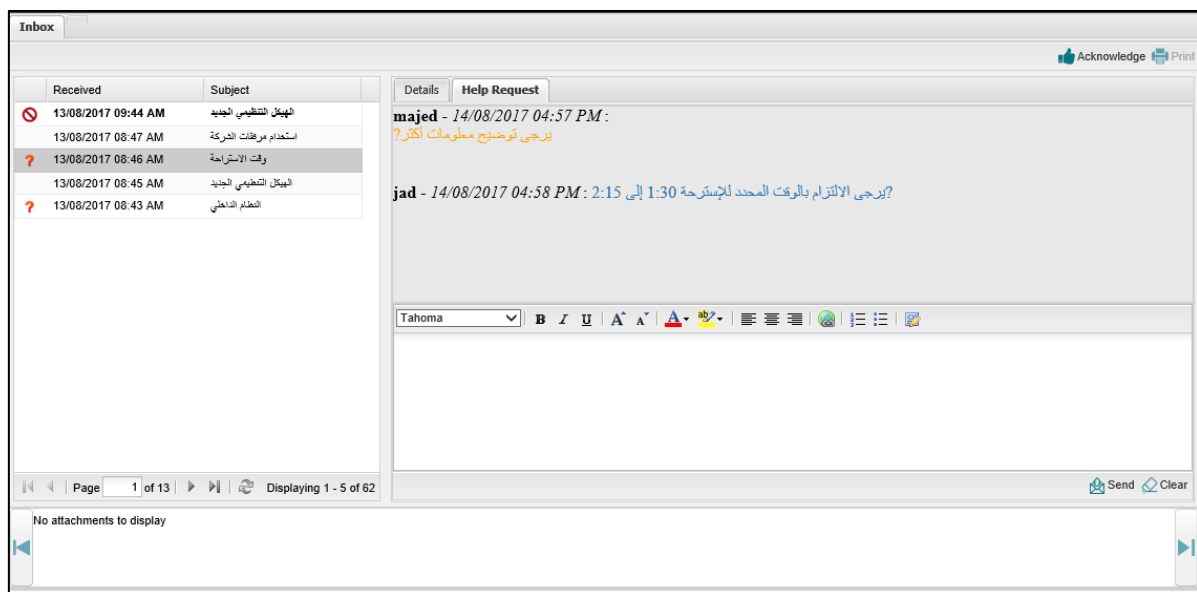 Inbox
Acknowledge Print
Received Subject
13/08/2017 09:44 AM الهيكل التنظيمي الجديد
13/08/2017 08:47 AM استخدام مرفقات الشركة
? 13/08/2017 08:46 AM وقت الاستراحة
13/08/2017 08:45 AM الهيكل التنظيمي الجديد
? 13/08/2017 08:43 AM النظام الداخلي
Page 1 of 13 Displaying 1 - 5 of 62
Details Help Request
majed - 14/08/2017 04:57 PM :
يرجى توضيح معلومات أكثر?
jad - 14/08/2017 04:58 PM : يرجى الالتزام بالوقت المحدد للإسترحة 1:30 إلى 2:15?
Tahoma B I U A A A ab
Send Clear
No attachments to display